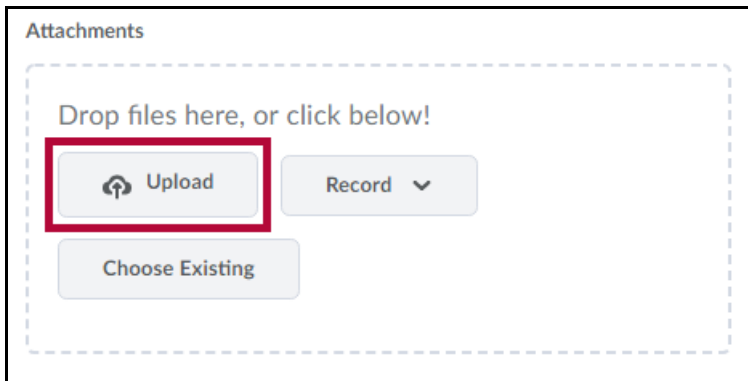 Attachments
Drop files here, or click below!
Upload Record
Choose Existing